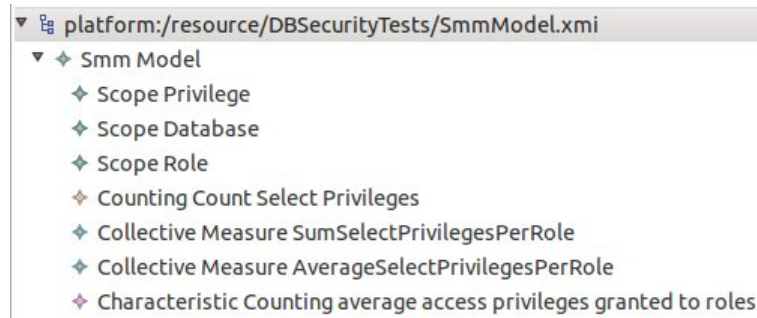 platform:/resource/DBSecurityTests/SmmModel.xmi
Smm Model
Scope Privilege
Scope Database
Scope Role
Counting Count Select Privileges
Collective Measure SumSelectPrivilegesPerRole
Collective Measure AverageSelectPrivilegesPerRole
Characteristic Counting average access privileges granted to roles